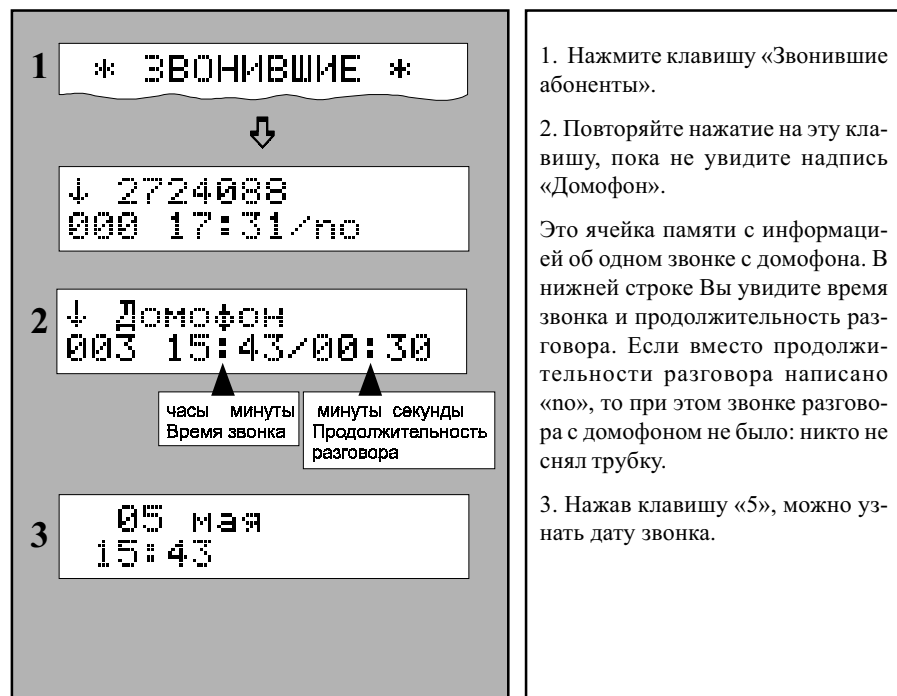 1
* ЗВОНИВШИЕ *
↓ 2724088
000 17:31/no
2
↓ Домофон
003 15:43/00:30
часы минуты
Время звонка
минуты секунды
Продолжительность
разговора
3
05 мая
15:43
1. Нажмите клавишу «Звонившие
абоненты».
2. Повторяйте нажатие на эту кла-
вишу, пока не увидите надпись
«Домофон».
Это ячейка памяти с информаци-
ей об одном звонке с домофона. В
нижней строке Вы увидите время
звонка и продолжительность раз-
говора. Если вместо продолжи-
тельности разговора написано
«no», то при этом звонке разгово-
ра с домофоном не было: никто не
снял трубку.
3. Нажав клавишу «5», можно уз-
нать дату звонка.